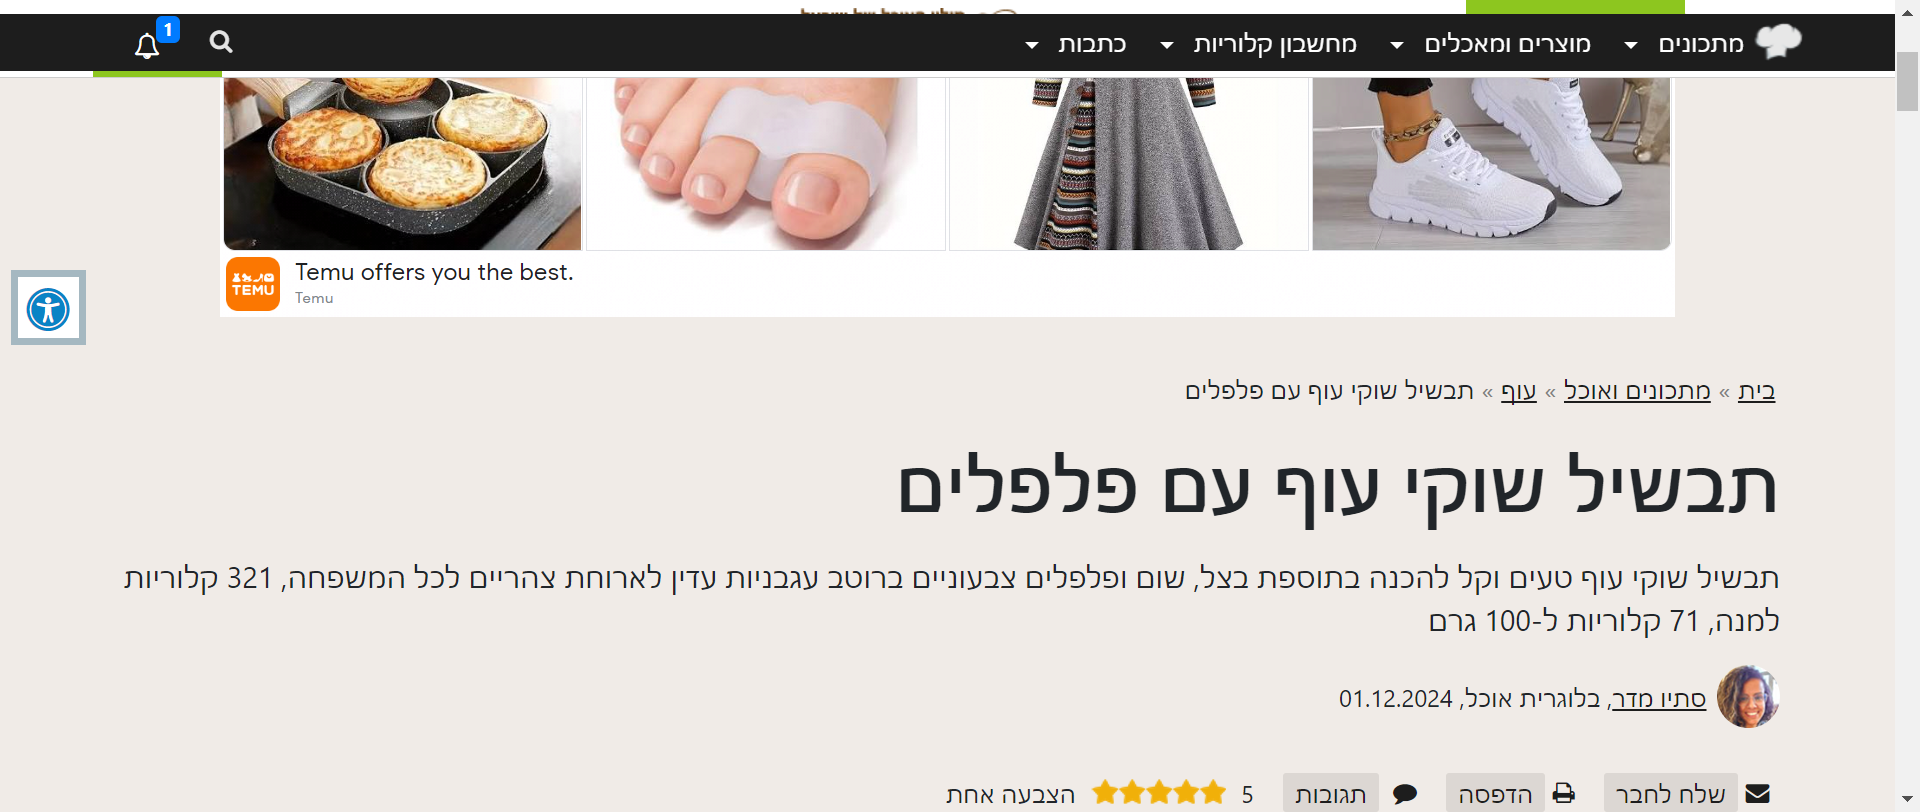 מתכונים
מוצרים ומאכלים
מחשבון קלוריות
כתבות
1
TEMU
Temu offers you the best.
Temu
בית » מתכונים ואוכל » עוף » תבשיל שוקי עוף עם פלפלים
תבשיל שוקי עוף עם פלפלים
תבשיל שוקי עוף טעים וקל להכנה בתוספת בצל, שום ופלפלים צבעוניים ברוטב עגבניות עדין לארוחת צהריים לכל המשפחה, 321 קלוריות
למנה, 71 קלוריות ל-100 גרם
סתיו מדר, בלוגרית אוכל, 01.12.2024
שלח לחבר
הדפסה
תגובות
5
הצבעה אחת